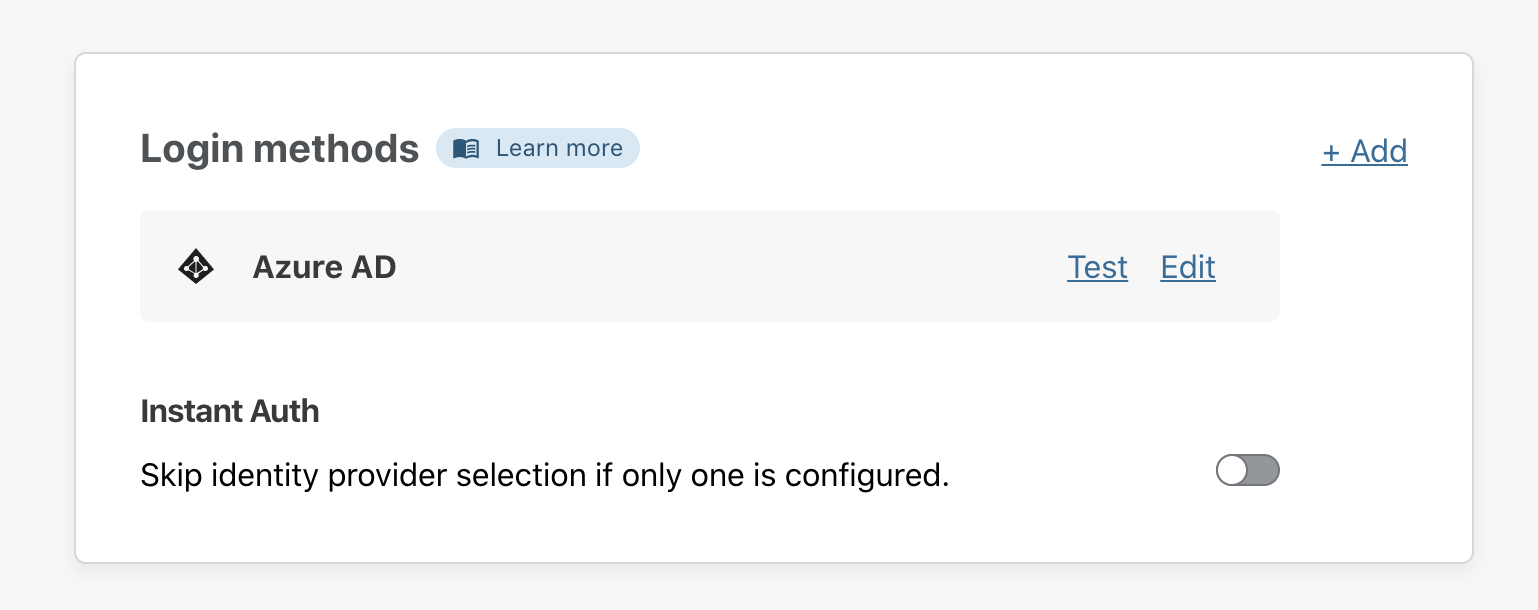 Login methods Learn more + Add
Azure AD Test Edit
Instant Auth
Skip identity provider selection if only one is configured.